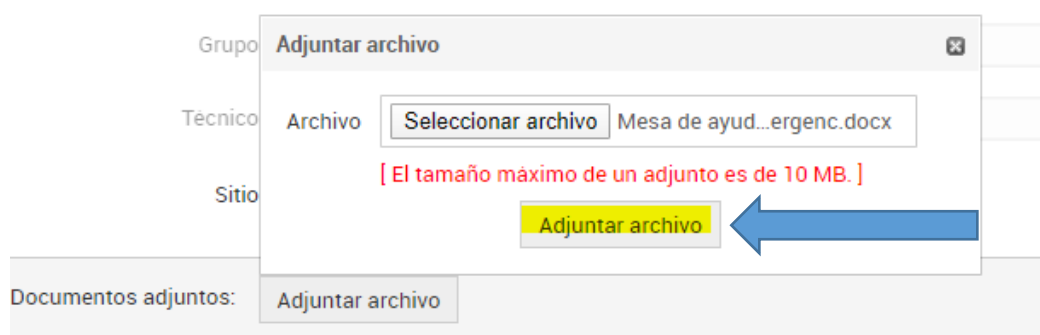 Grupo
Adjuntar archivo
Técnico
Archivo Seleccionar archivo Mesa de ayud...ergenc.docx
[ El tamaño máximo de un adjunto es de 10 MB. ]
Sitio
Adjuntar archivo
Documentos adjuntos: Adjuntar archivo